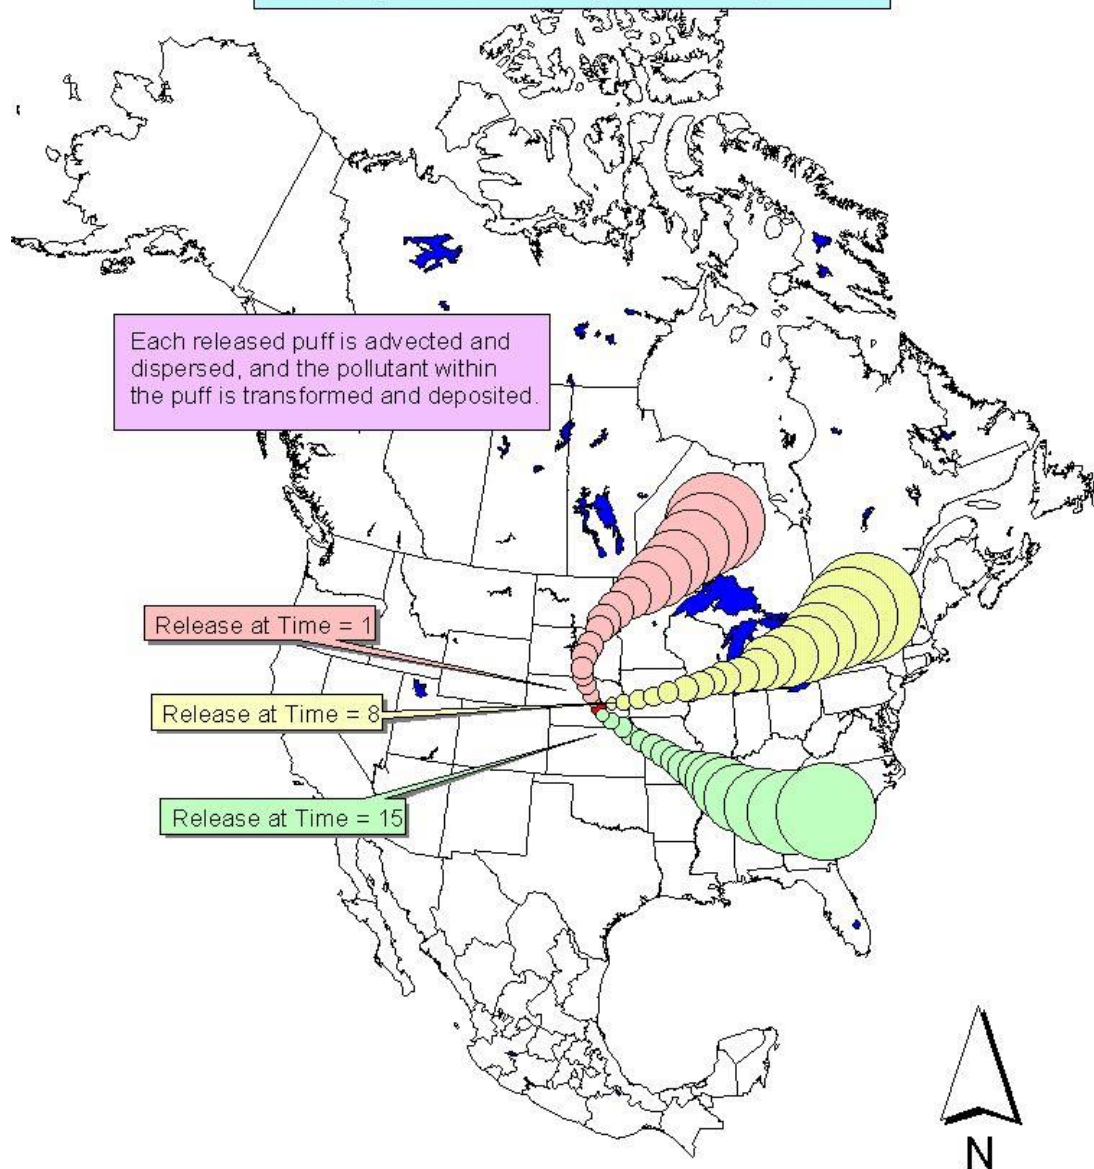 Each released puff is advected and
dispersed, and the pollutant within
the puff is transformed and deposited.
Release at Time = 1
Release at Time = 8
Release at Time = 15
N